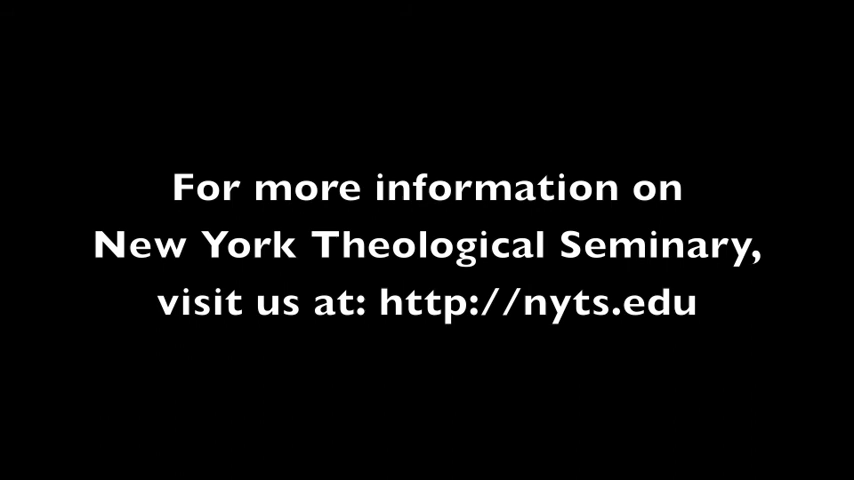 For more information on
New York Theological Seminary,
visit us at: http://nyts.edu